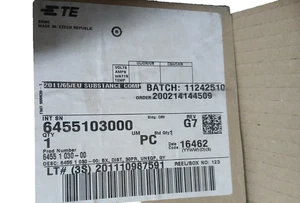 TE
MADE IN CZECH REPUBLIC
VOLTS
AMPS
WATTS
TEMP
2011/65/EU SUBSTANCE COMP
BATCH: 11242510
ORDER: 200214144509
INT SN
6455103000
REV
G7
QTY
1
UM
PC
Date Code
16462
(YYWW)(D)(S)
Prod Number
6455 1 030-00
LT# (3S) 201110987591
REEL/BOX NO: 123